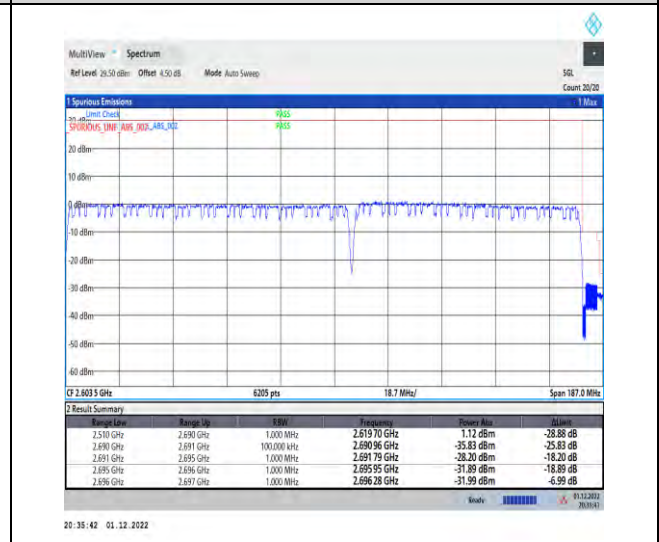 MultiView Spectrum
Ref Level 29.50 dBm Offset 4.50 dB Mode Auto Sweep SGL
Count 20/20
1 Spurious Emissions 1 Max
Limit Check PASS
_SPURIOUS_LINE_ABS_002 _ABS_002 PASS
20 dBm
10 dBm
0 dBm
-10 dBm
-20 dBm
-30 dBm
-40 dBm
-50 dBm
-60 dBm
CF 2.603 5 GHz 6205 pts 18.7 MHz/ Span 187.0 MHz
2 Result Summary
Range Low Range Up RBW Frequency Power Abs ΔLimit
2.510 GHz 2.690 GHz 1.000 MHz 2.619 70 GHz 1.12 dBm -28.88 dB
2.690 GHz 2.691 GHz 100.000 kHz 2.690 96 GHz -35.83 dBm -25.83 dB
2.691 GHz 2.695 GHz 1.000 MHz 2.691 79 GHz -28.20 dBm -18.20 dB
2.695 GHz 2.696 GHz 1.000 MHz 2.695 95 GHz -31.89 dBm -18.89 dB
2.696 GHz 2.697 GHz 1.000 MHz 2.696 28 GHz -31.99 dBm -6.99 dB
Ready 01.12.2022
20:35:41
20:35:42 01.12.2022